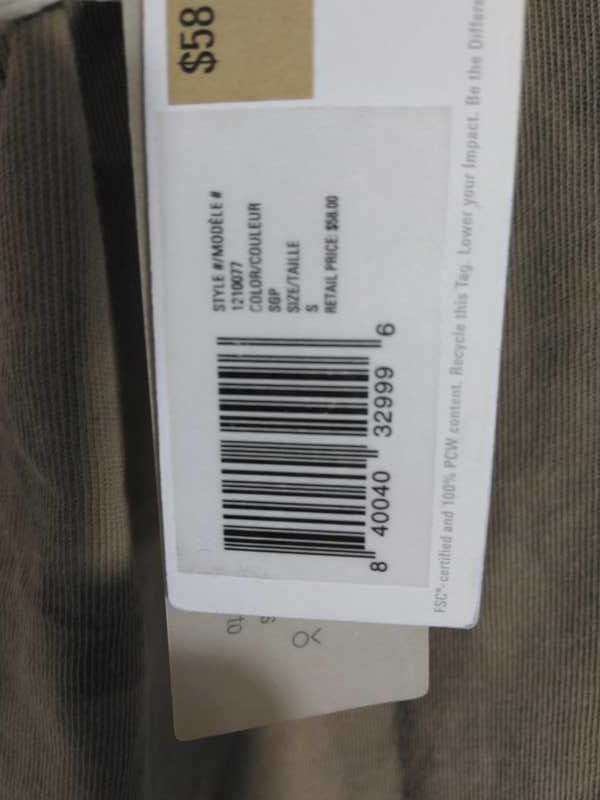 $58
STYLE #/MODÈLE #
1210077
COLOR/COULEUR
SGP
SIZE/TAILLE
S
RETAIL PRICE $58.00
8 40040 32999 6
FSC®-certified and 100% PCW content. Recycle this Tag. Lower your Impact. Be the
to